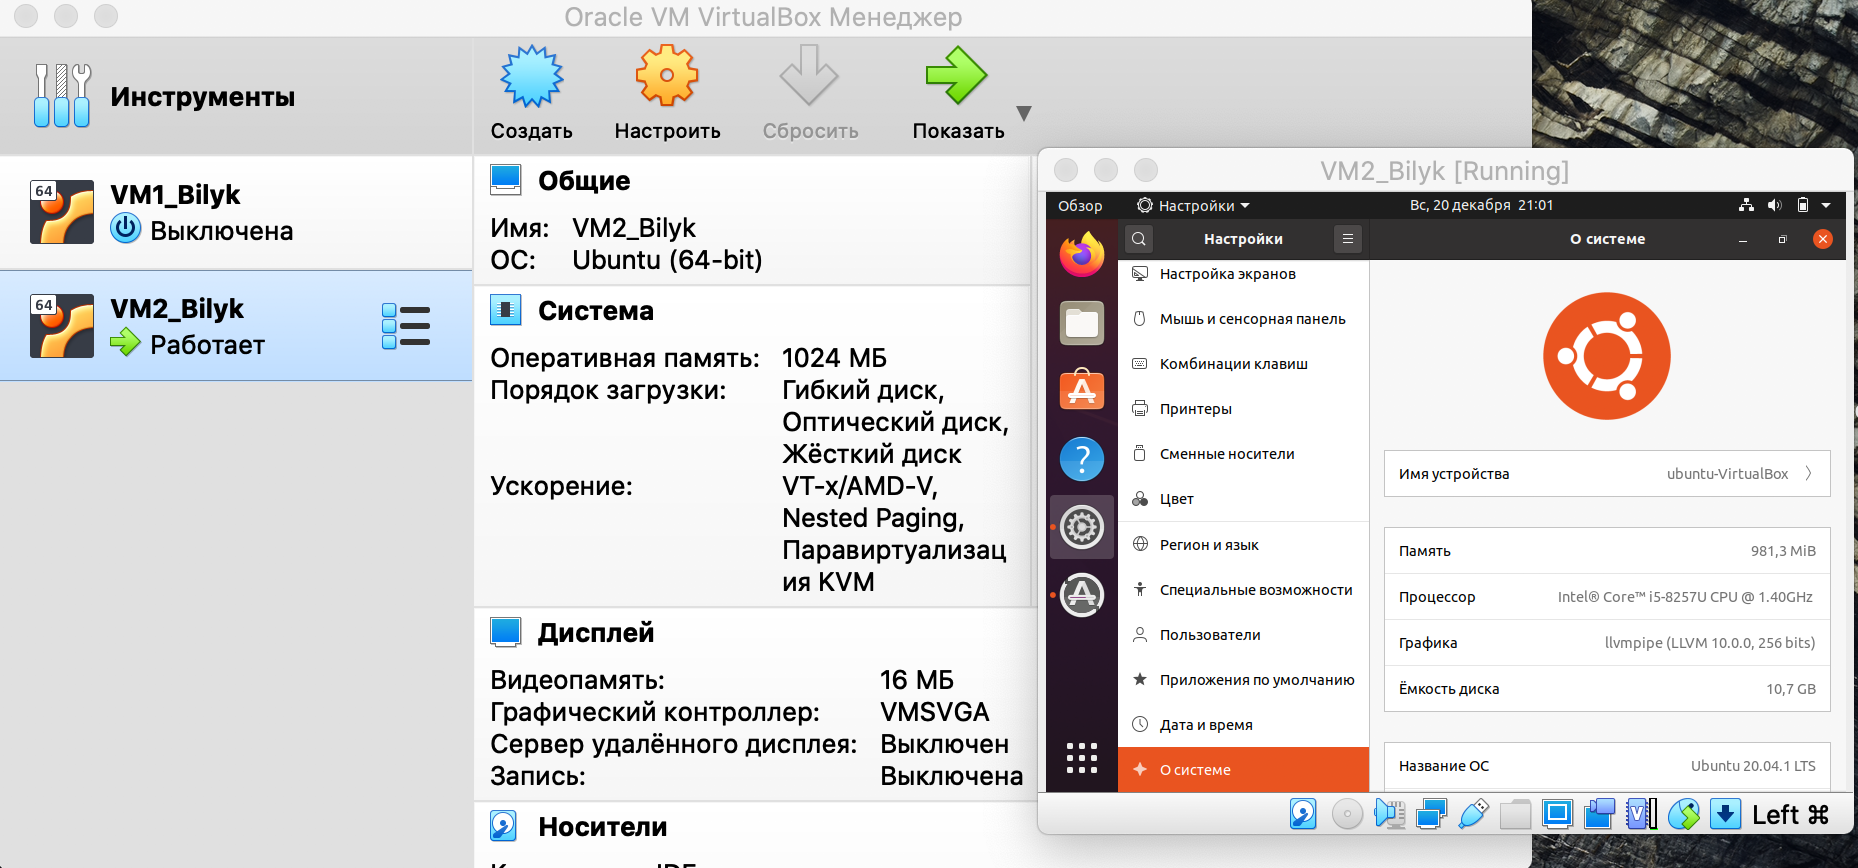 Oracle VM VirtualBox Менеджер
Инструменты
Создать
Настроить
Сбросить
Показать
64
VM1_Bilyk
Выключена
64
VM2_Bilyk
Работает
Общие
Имя: VM2_Bilyk
ОС: Ubuntu (64-bit)
Система
Оперативная память: 1024 МБ
Порядок загрузки: Гибкий диск,
Оптический диск,
Жёсткий диск
Ускорение: VT-x/AMD-V,
Nested Paging,
Паравиртуализац
ия KVM
Дисплей
Видеопамять: 16 МБ
Графический контроллер: VMSVGA
Сервер удалённого дисплея: Выключен
Запись: Выключена
Носители
VM2_Bilyk [Running]
Обзор
Настройки
Вс, 20 декабря 21:01
Настройки
О системе
Настройка экранов
Мышь и сенсорная панель
Комбинации клавиш
Принтеры
Сменные носители
Цвет
Регион и язык
Специальные возможности
Пользователи
Приложения по умолчанию
Дата и время
О системе
Имя устройства ubuntu-VirtualBox
Память 981,3 MiB
Процессор Intel® Core™ i5-8257U CPU @ 1.40GHz
Графика llvmpipe (LLVM 10.0.0, 256 bits)
Ёмкость диска 10,7 GB
Название ОС Ubuntu 20.04.1 LTS
Left ⌘